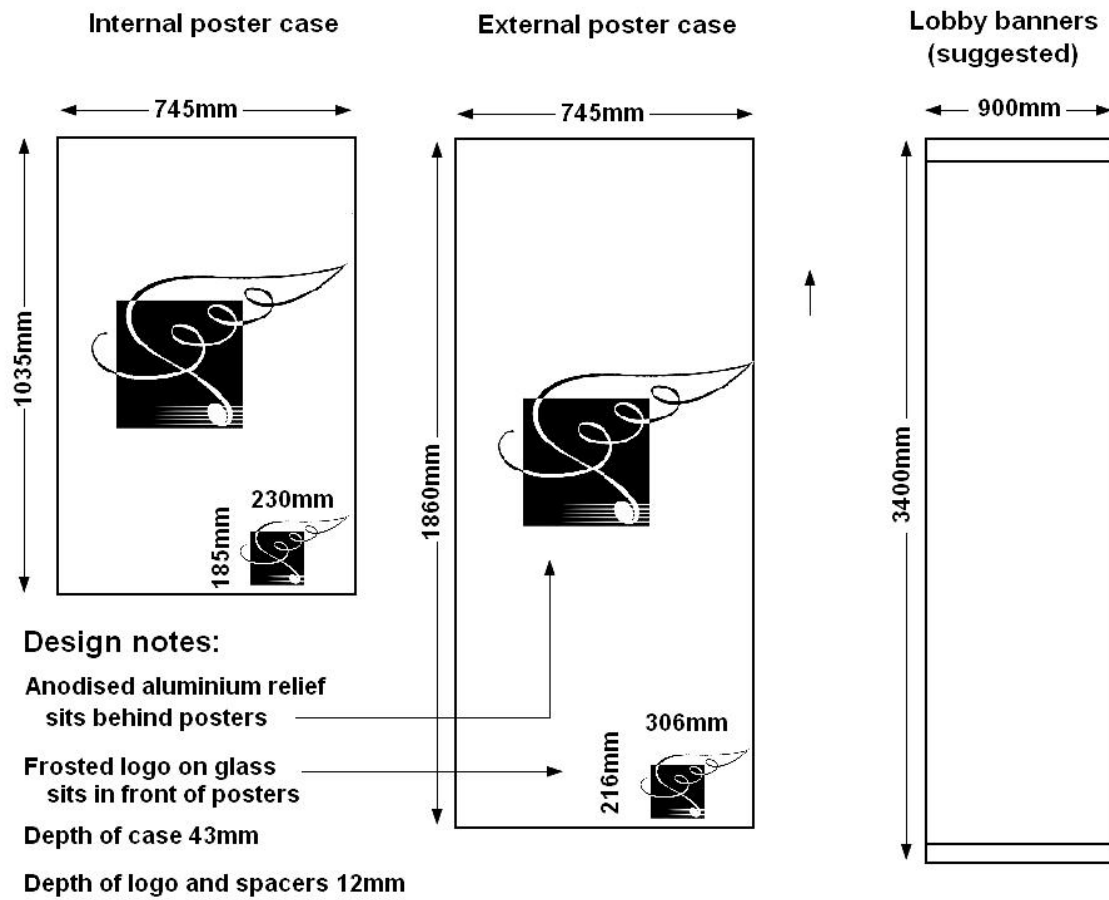 Internal poster case
External poster case
Lobby banners
(suggested)
745mm
745mm
900mm
1035mm
1860mm
3400mm
230mm
185mm
Design notes:
Anodised aluminium relief
sits behind posters
Frosted logo on glass
sits in front of posters
306mm
216mm
Depth of case 43mm
Depth of logo and spacers 12mm